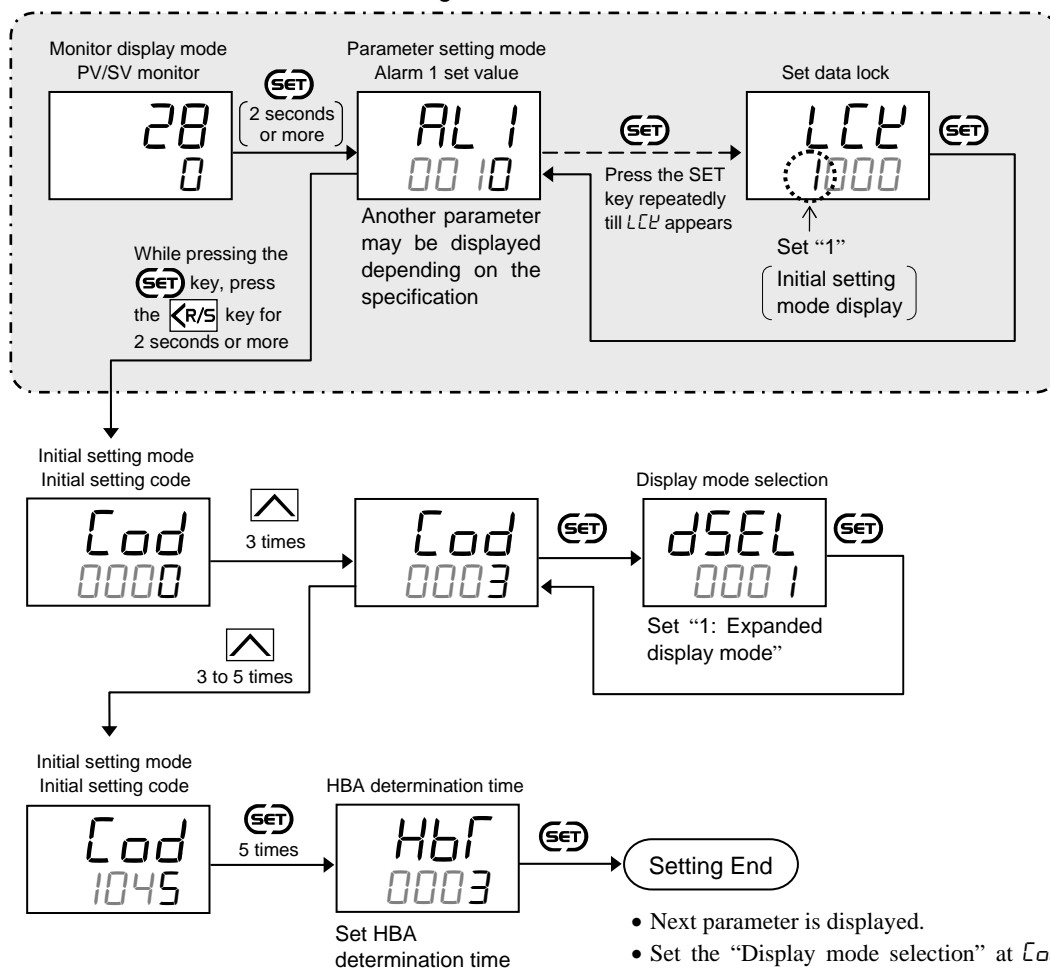 Monitor display mode
PV/SV monitor
28
0
SET
2 seconds
or more
Parameter setting mode
Alarm 1 set value
AL1
0010
Another parameter
may be displayed
depending on the
specification
SET
Press the SET
key repeatedly
till LCK appears
Set data lock
LCK
1000
SET
Set “1”
Initial setting
mode display
While pressing the
SET key, press
the <R/S key for
2 seconds or more
Initial setting mode
Initial setting code
Cod
0000
3 times
Cod
0003
SET
Display mode selection
dSEL
0001
SET
Set “1: Expanded
display mode”
3 to 5 times
Initial setting mode
Initial setting code
Cod
1045
SET
5 times
HBA determination time
HbT
0003
Set HBA
determination time
SET
Setting End
• Next parameter is displayed.
• Set the “Display mode selection” at Co